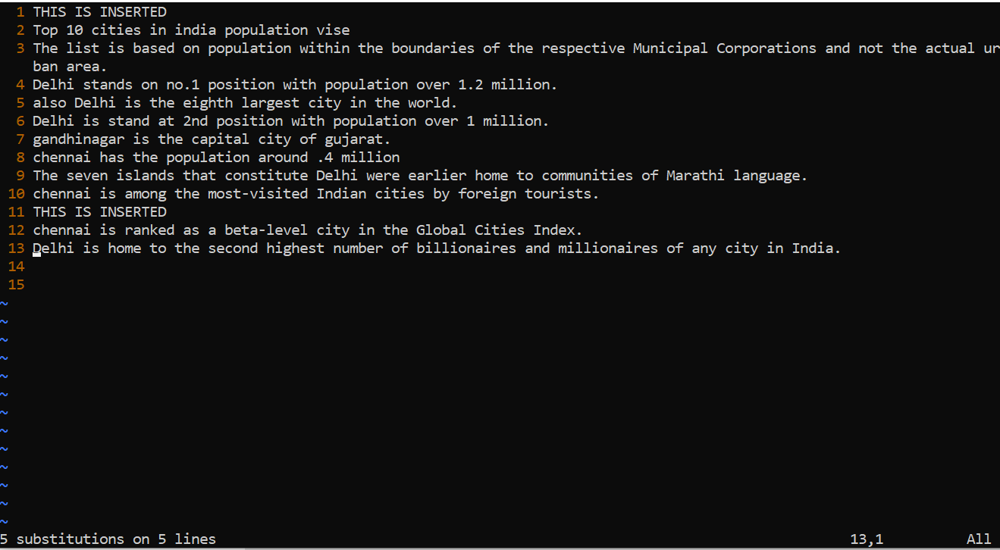 1 THIS IS INSERTED
2 Top 10 cities in india population vise
3 The list is based on population within the boundaries of the respective Municipal Corporations and not the actual ur
ban area.
4 Delhi stands on no.1 position with population over 1.2 million.
5 also Delhi is the eighth largest city in the world.
6 Delhi is stand at 2nd position with population over 1 million.
7 gandhinagar is the capital city of gujarat.
8 chennai has the population around .4 million
9 The seven islands that constitute Delhi were earlier home to communities of Marathi language.
10 chennai is among the most-visited Indian cities by foreign tourists.
11 THIS IS INSERTED
12 chennai is ranked as a beta-level city in the Global Cities Index.
13 Delhi is home to the second highest number of billionaires and millionaires of any city in India.
14
15
~
~
~
~
~
~
~
~
~
~
~
~
~
5 substitutions on 5 lines 13,1 All